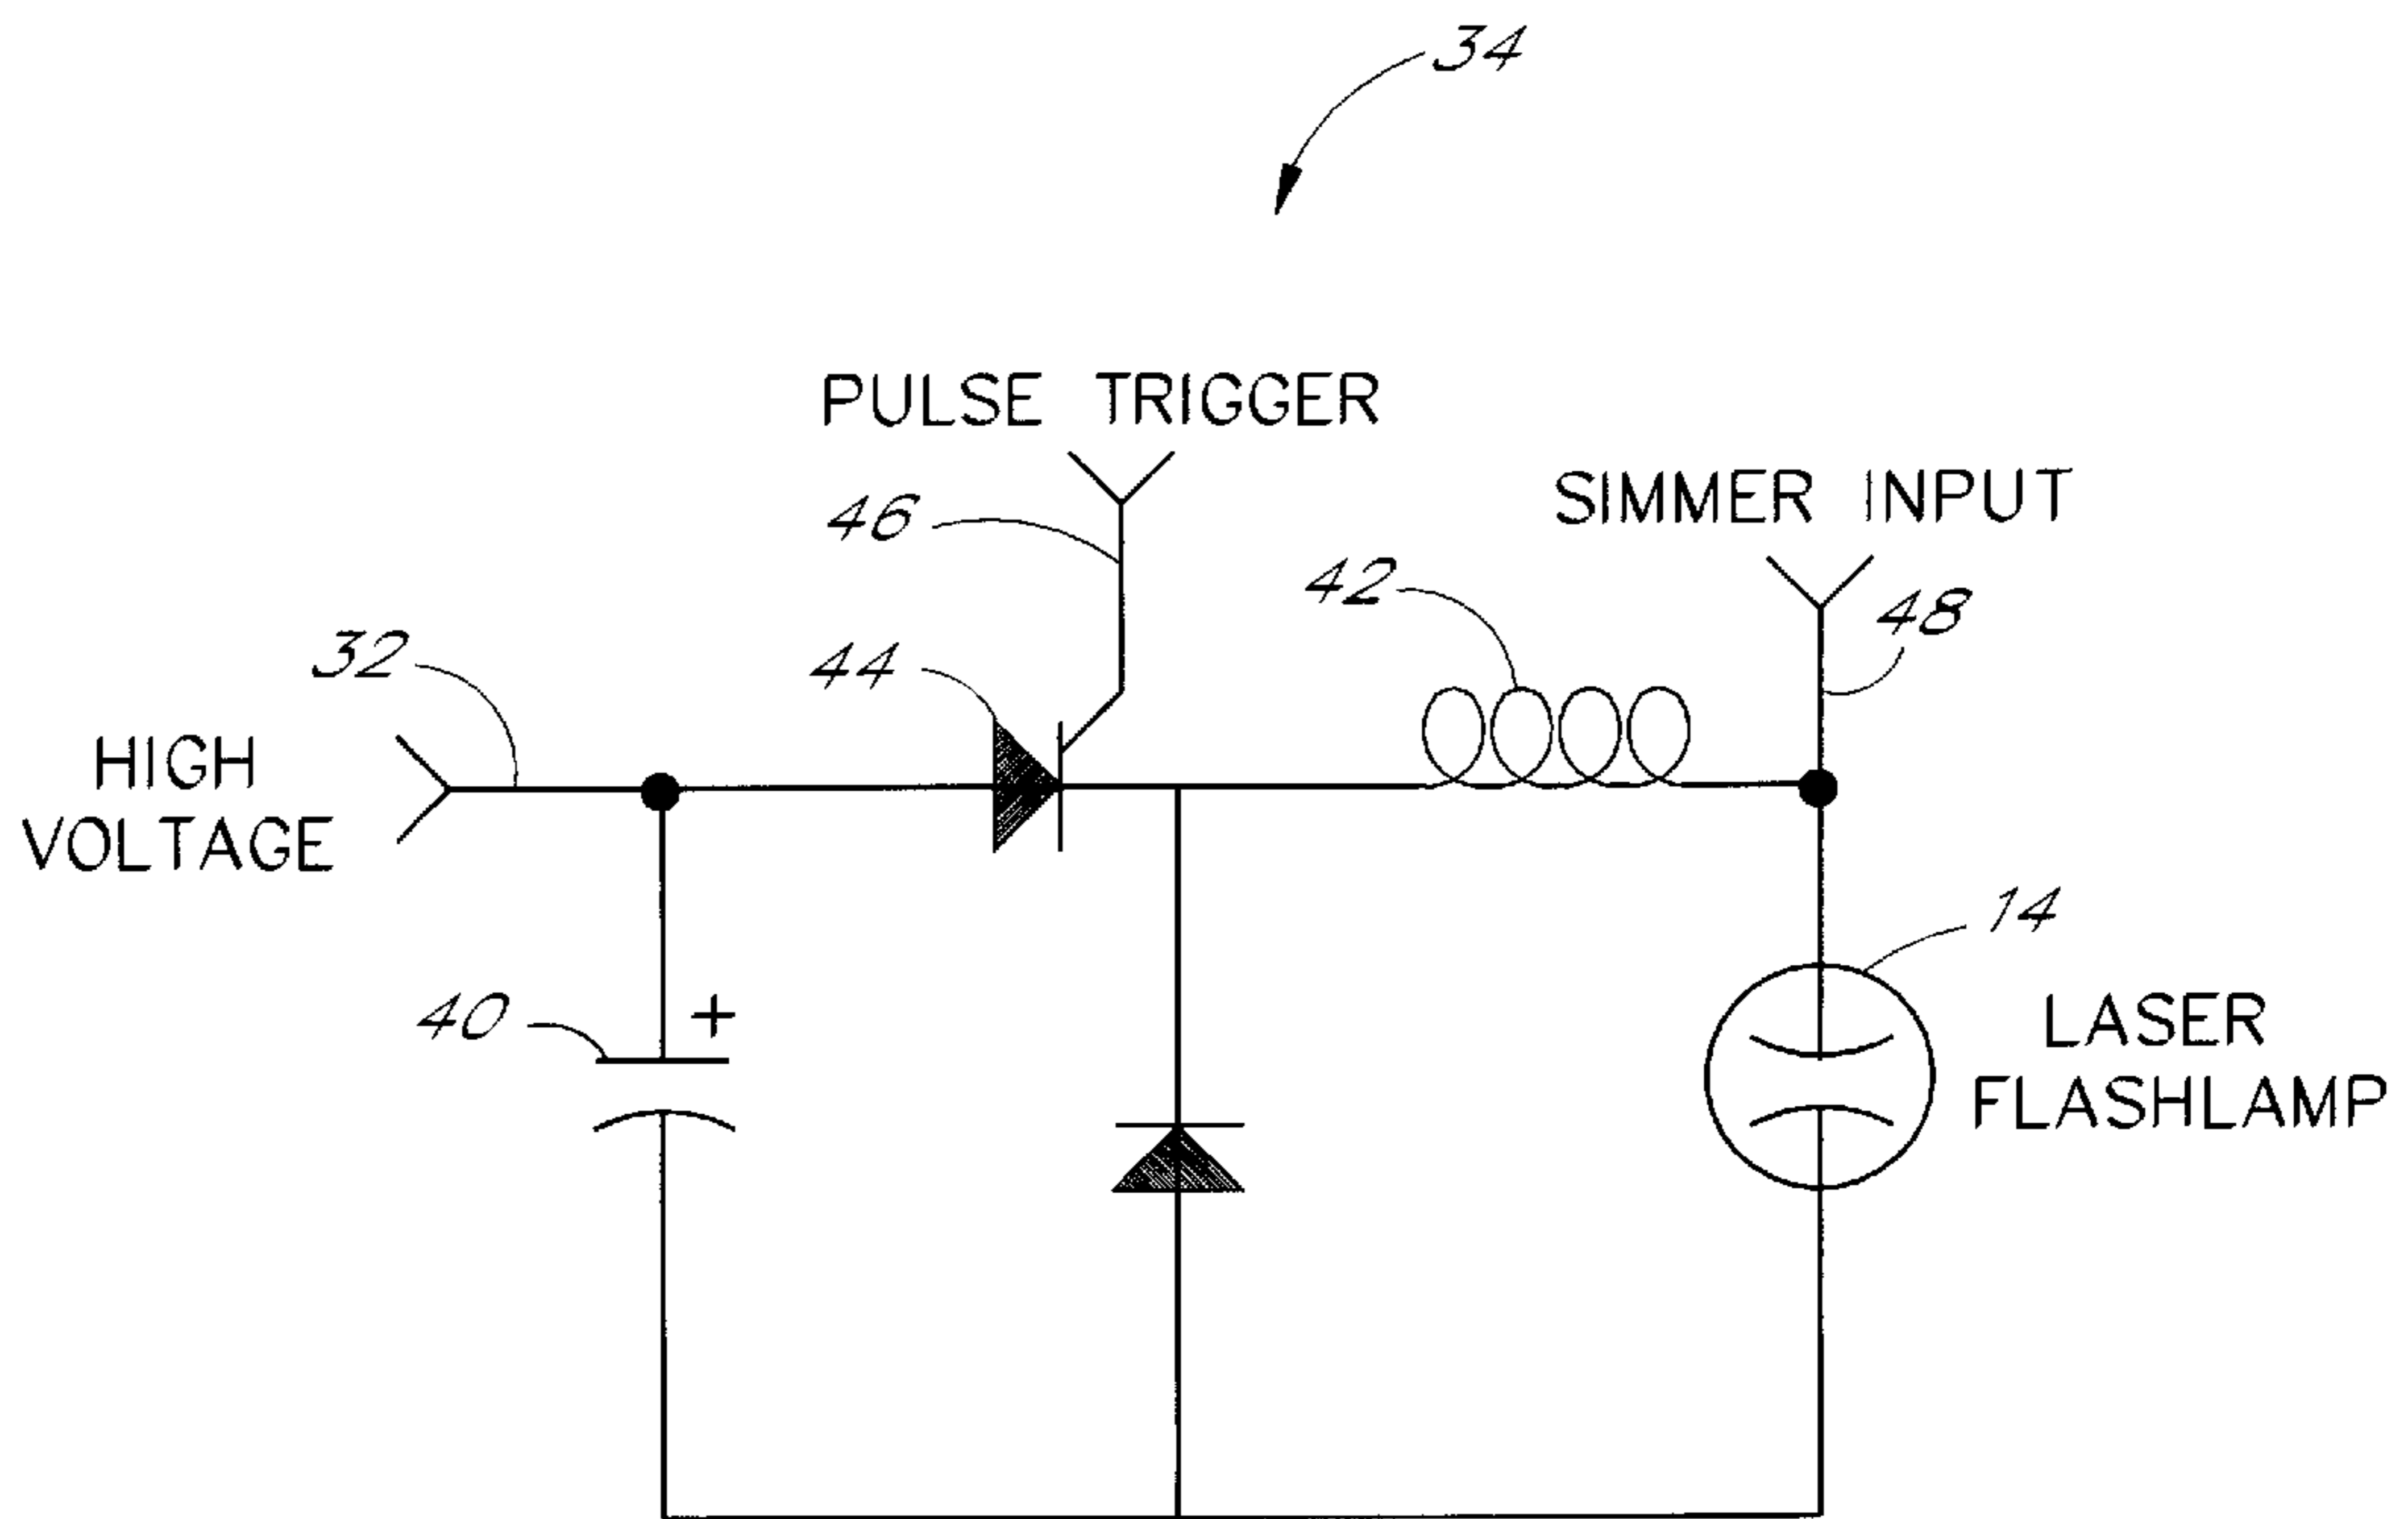 34
PULSE TRIGGER
46
SIMMER INPUT
42
48
32
44
HIGH
VOLTAGE
14
40
+
LASER
FLASHLAMP